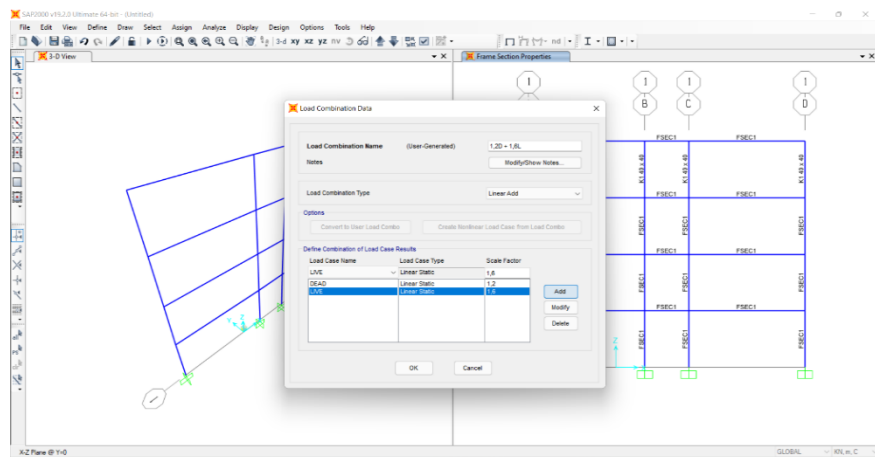 SAP2000 v19.2.0 Ultimate 64-bit - (Untitled)
File Edit View Define Draw Select Assign Analyze Display Design Options Tools Help
3-d xy xz yz nv
nd
3-D View
Frame Section Properties
Load Combination Data
Load Combination Name (User-Generated) 1,2D + 1,6L
Notes Modify/Show Notes...
Load Combination Type Linear Add
Options
Convert to User Load Combo Create Nonlinear Load Case from Load Combo
Define Combination of Load Case Results
Load Case Name Load Case Type Scale Factor
LIVE Linear Static 1,6
DEAD Linear Static 1,2
LIVE Linear Static 1,6
Add
Modify
Delete
OK Cancel
1 1 1 1
B C D
FSEC1 FSEC1
K1 40 x 40 K1 40 x 40 K1 40 x 40
FSEC1 FSEC1
FSEC1 FSEC1 FSEC1
FSEC1 FSEC1
FSEC1 FSEC1 FSEC1
FSEC1 FSEC1
FSEC1 FSEC1 FSEC1
Z
Y Z
X-Z Plane @ Y=0
GLOBAL KN, m, C